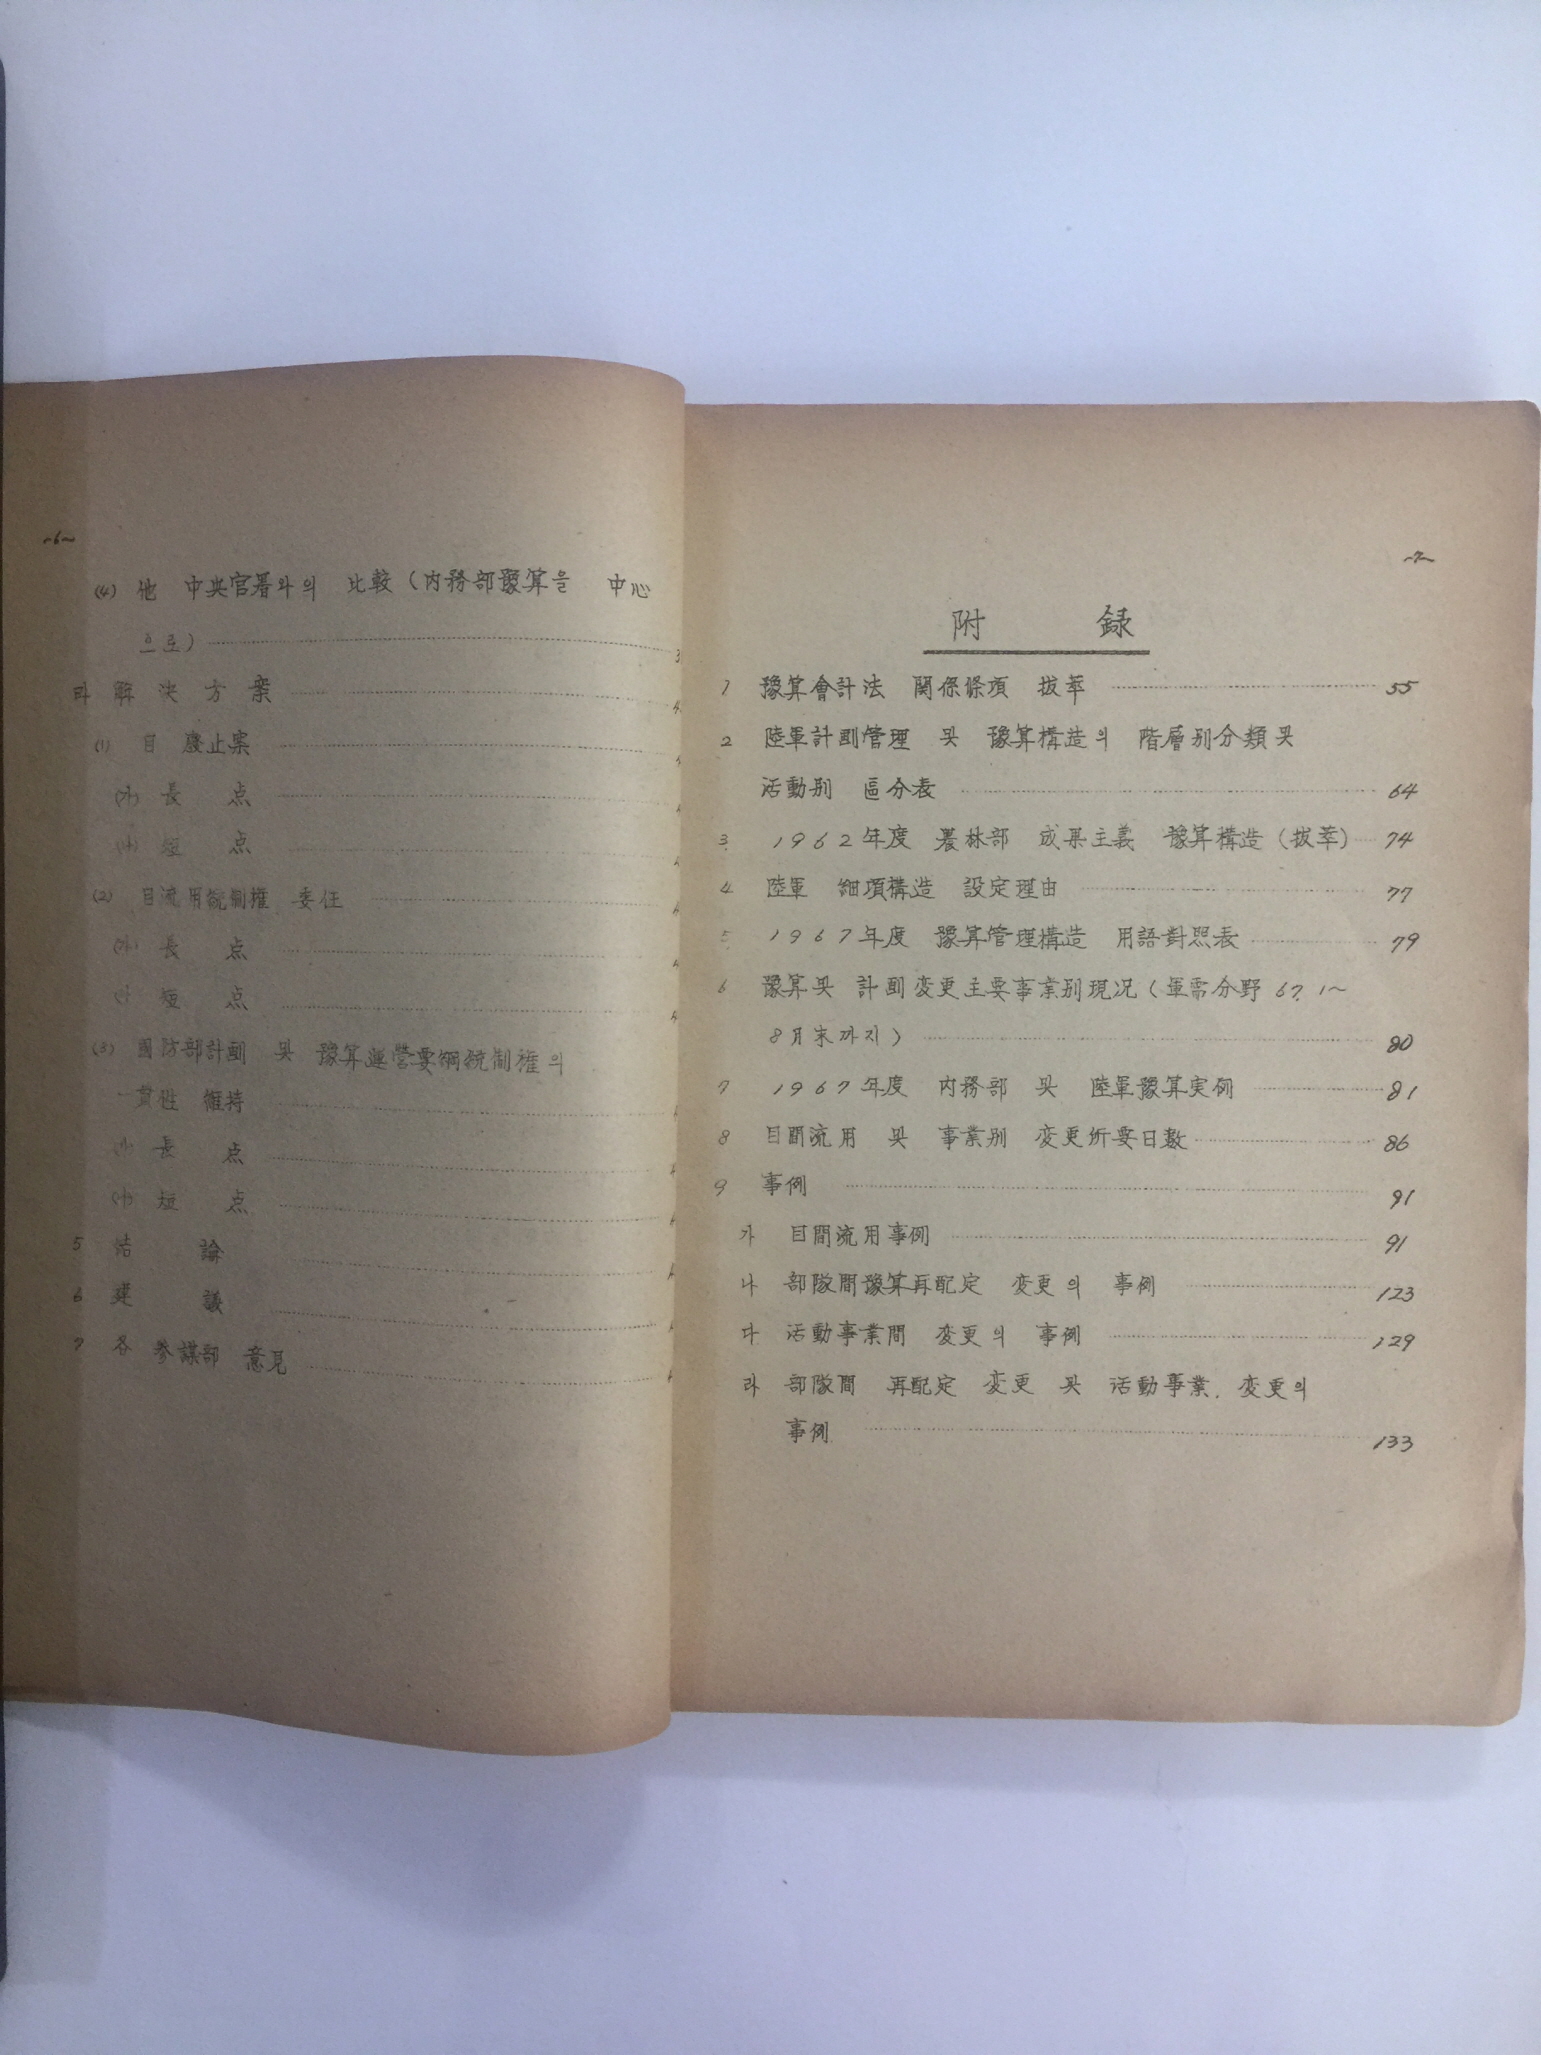 ~6~
(4) 他 中央官署와의 比較 (内務部豫算을 中心
으로) 3
라 解決方案 4
(1) 目 廢止案
(가) 長 点
(나) 短 点
(2) 目流用統制權 委任
(가) 長 点
短 点
(3) 國防部計劃 및 豫算運營要綱統制權의
一貫性 維持
長 点
(나) 短 点
5 結 論
6 建 議
7 各 参謀部 意見
~7~
附 録
1 豫算會計法 関係條項 拔萃 55
2 陸軍計劃管理 및 豫算構造의 階層別分類 및
活動別 區分表 64
3. 1962年度 農林部 成果主義 豫算構造 (拔萃) 74
4 陸軍 細項構造 設定理由 77
5. 1967年度 豫算管理構造 用語對照表 79
6 豫算및 計劃変更主要事業別現况 (軍需分野 67. 1~
8月末까지) 80
7 1967年度 内務部 및 陸軍豫算実例 81
8 目間流用 및 事業別 変更所要日數 86
9 事例 91
가 目間流用事例 91
나 部隊間豫算再配定 変更의 事例 123
다 活動事業間 変更의 事例 129
라 部隊間 再配定 変更 및 活動事業. 変更의
事例 133